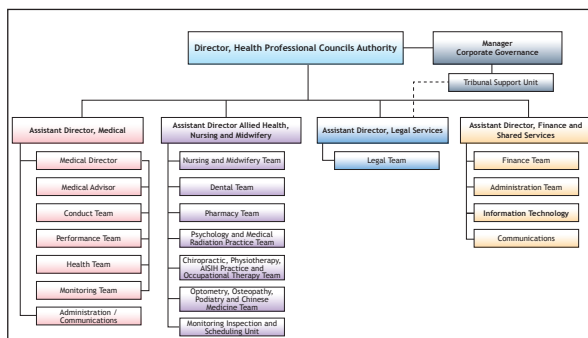 Director, Health Professional Councils Authority
Manager
Corporate Governance
Tribunal Support Unit
Assistant Director, Medical
Medical Director
Medical Advisor
Conduct Team
Performance Team
Health Team
Monitoring Team
Administration /
Communications
Assistant Director Allied Health,
Nursing and Midwifery
Nursing and Midwifery Team
Dental Team
Pharmacy Team
Psychology and Medical
Radiation Practice Team
Chiropractic, Physiotherapy,
AISIH Practice and
Occupational Therapy Team
Optometry, Osteopathy,
Podiatry and Chinese
Medicine Team
Monitoring Inspection and
Scheduling Unit
Assistant Director, Legal Services
Legal Team
Assistant Director, Finance and
Shared Services
Finance Team
Administration Team
Information Technology
Communications